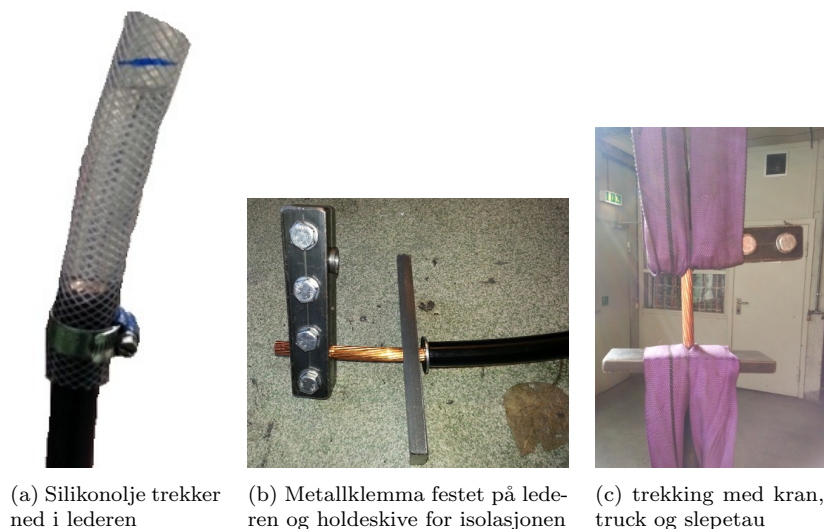 (a) Silikonolje trekker
ned i lederen
(b) Metallklemma festet på lede-
ren og holdeskive for isolasjonen
(c) trekking med kran,
truck og slepetau